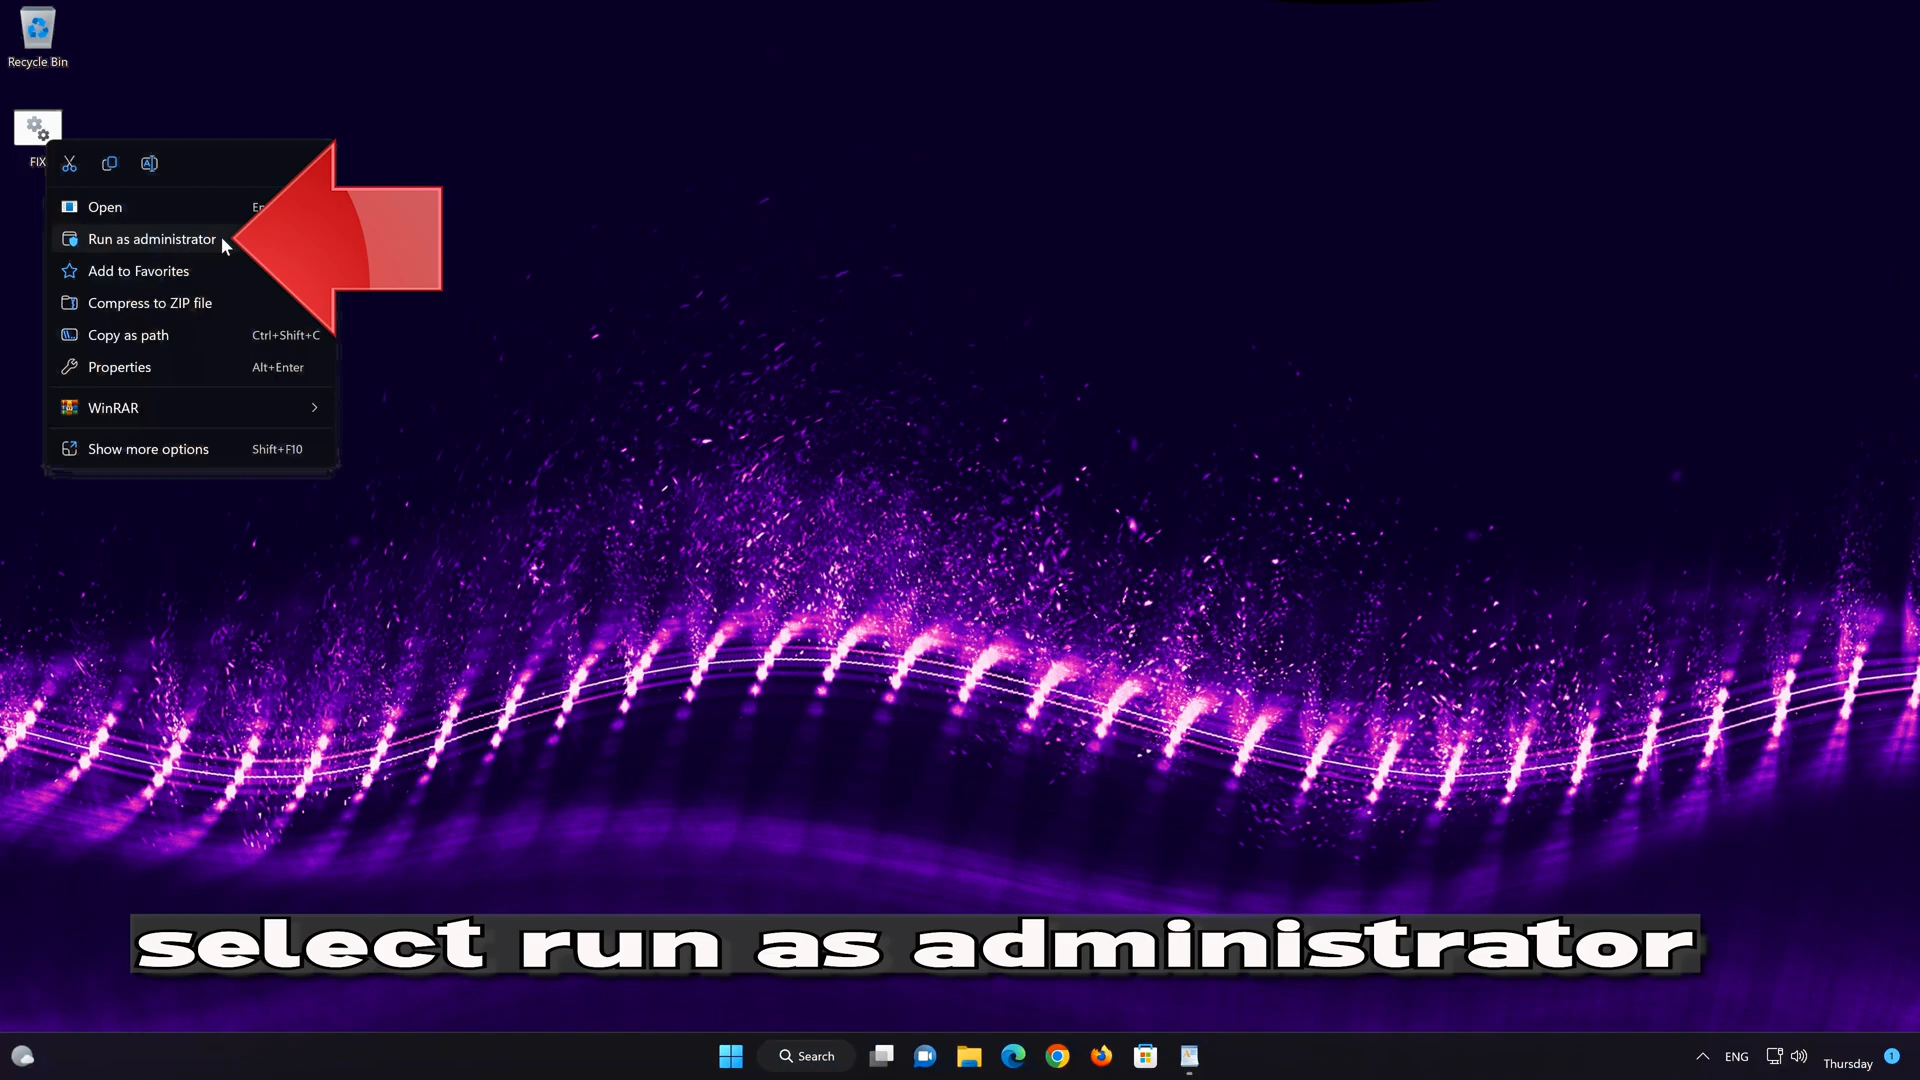 Recycle Bin
FIX
Open
Run as administrator
Add to Favorites
Compress to ZIP file
Copy as path Ctrl+Shift+C
Properties Alt+Enter
WinRAR
Show more options Shift+F10
select run as administrator
Search
ENG
Thursday
1